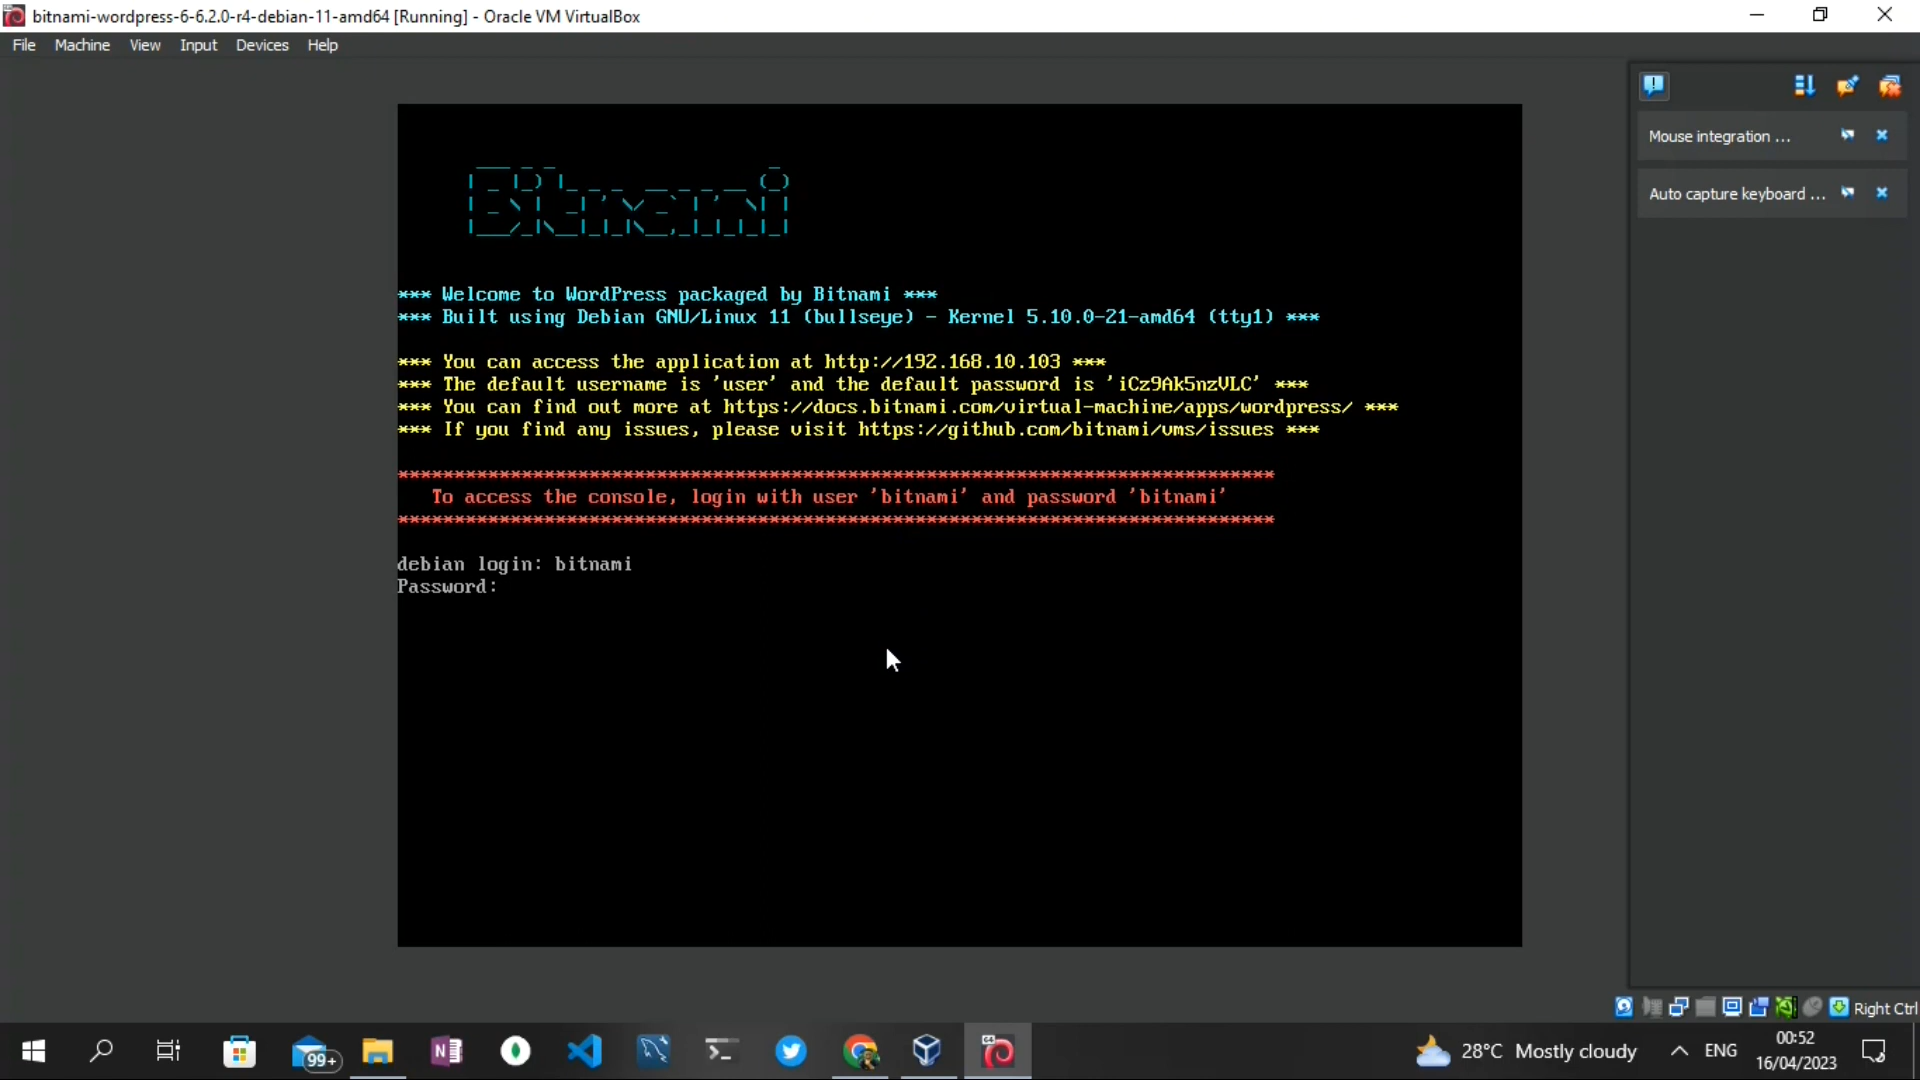 bitnami-wordpress-6-6.2.0-r4-debian-11-amd64 [Running] - Oracle VM VirtualBox
File Machine View Input Devices Help
Mouse integration ...
Auto capture keyboard ...
Bitnami
*** Welcome to WordPress packaged by Bitnami ***
*** Built using Debian GNU/Linux 11 (bullseye) - Kernel 5.10.0-21-amd64 (tty1) ***
*** You can access the application at http://192.168.10.103 ***
*** The default username is 'user' and the default password is 'iCz9Ak5nzVLC' ***
*** You can find out more at https://docs.bitnami.com/virtual-machine/apps/wordpress/ ***
*** If you find any issues, please visit https://github.com/bitnami/vms/issues ***
******************************************************************************
To access the console, login with user 'bitnami' and password 'bitnami'
******************************************************************************
debian login: bitnami
Password:
Right Ctrl
99+
N
64
28°C Mostly cloudy
ENG
00:52
16/04/2023